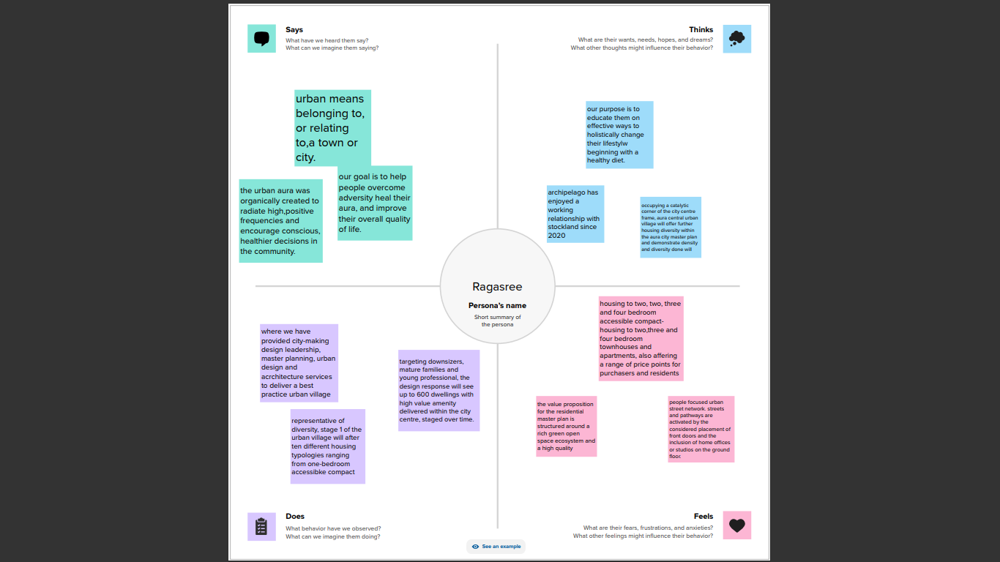 Says
What have we heard them say?
What can we imagine them saying?
Thinks
What are their wants, needs, hopes, and dreams?
What other thoughts might influence their behavior?
urban means
belonging to,
or relating
to,a town or
city.
our goal is to help
people overcome
adversity heal their
aura, and improve
their overall quality
of life.
the urban aura was
organically created to
radiate high,positive
frequencies and
encourage conscious,
healthier decisions in
the community.
our purpose is to
educate them on
effective ways to
holistically change
their lifestylw
beginning with a
healthy diet.
archipelago has
enjoyed a
working
relationship with
stockland since
2020
occupying a catalytic
corner of the city centre
frame, aura central urban
village will offer further
housing diversity within
the aura city master plan
and demonstrate density
and diversity done will
Ragasree
Persona's name
Short summary of
the persona
where we have
provided city-making
design leadership,
master planning, urban
design and
acrchitecture services
to deliver a best
practice urban village
targeting downsizers,
mature families and
young professional, the
design response will see
up to 600 dwellings with
high value amenity
delivered within the city
centre, staged over time.
representative of
diversity, stage 1 of the
urban village will after
ten different housing
typologies ranging
from one-bedroom
accessibke compact
housing to two, two, three
and four bedroom
accessible compact-
housing to two,three and
four bedroom
townhouses and
apartments, also affering
a range of price points for
purchasers and residents
the value proposition
for the residential
master plan is
structured around a
rich green open
space ecosystem and
a high quality
people focused urban
street network. streets
and pathways are
activated by the
considered placement of
front doors and the
inclusion of home offices
or studios on the ground
floor.
Does
What behavior have we observed?
What can we imagine them doing?
Feels
What are their fears, frustrations, and anxieties?
What other feelings might influence their behavior?
See an example